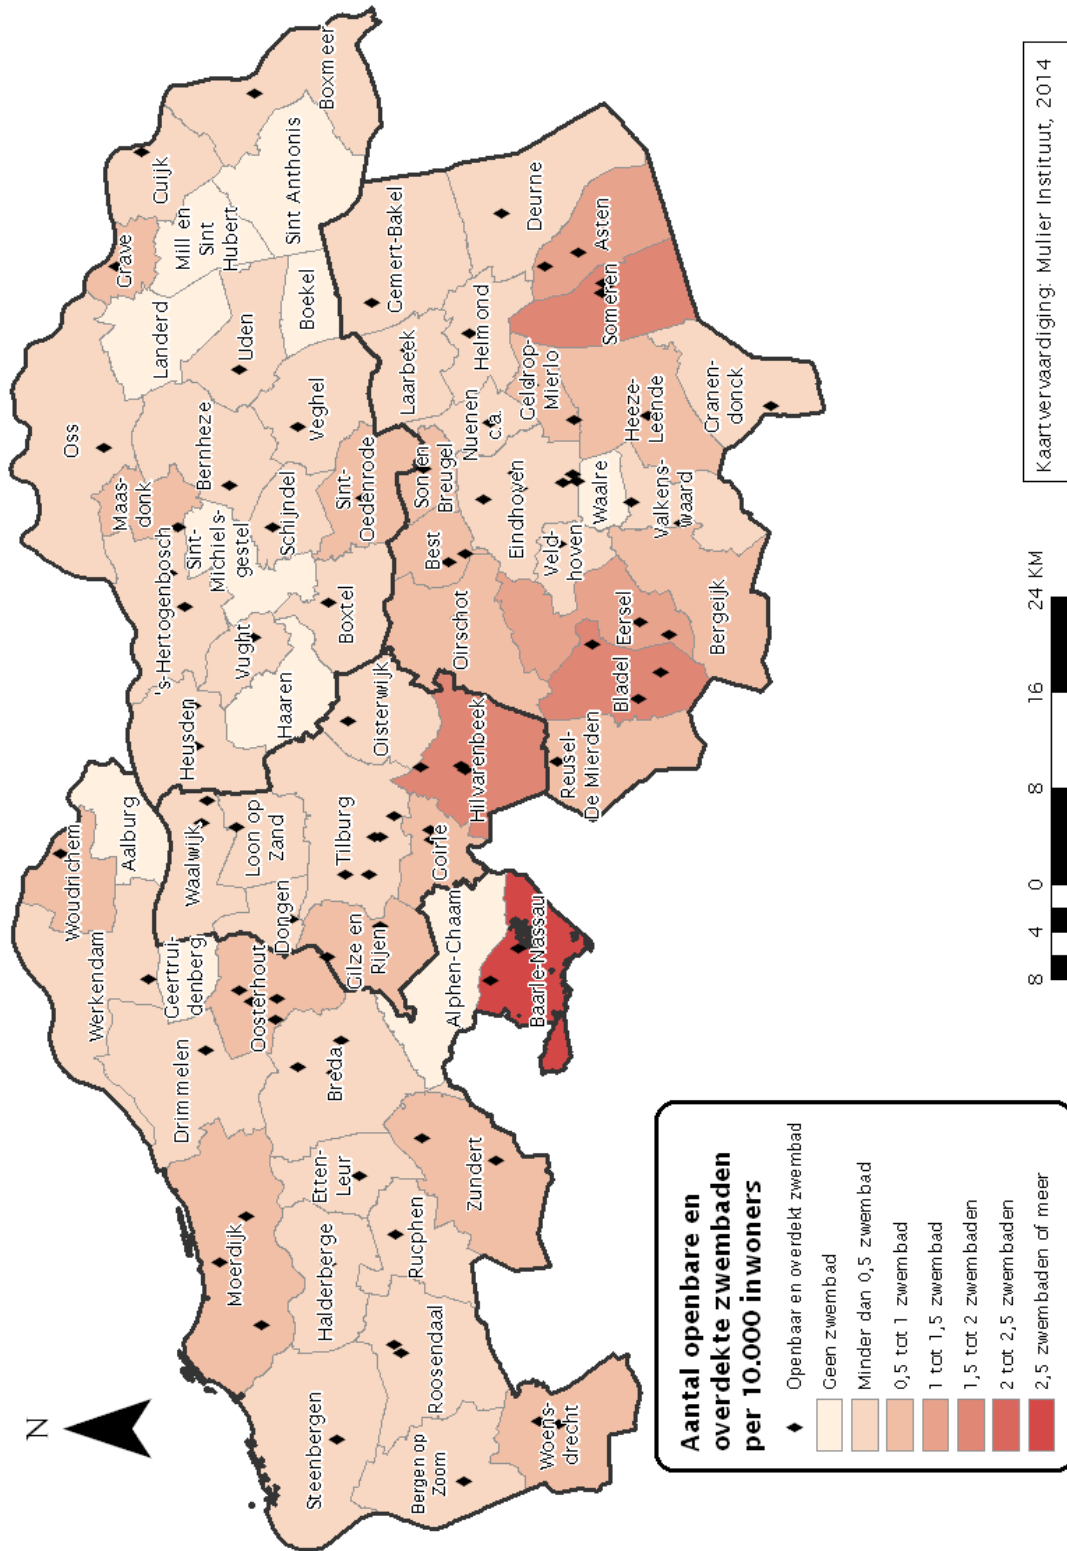 N
Oss
Maas-
donk
Landerd
Grave
Cuijk
Mill en
Sint
Hubert
Boxmeer
Sint Anthonis
Boekel
Uden
Bernheze
Veghel
Schijndel
Sint-
Oedenrode
Sint-
Michiels-
gestel
's-Hertogenbosch
Vught
Boxtel
Haaren
Heusden
Woudrichem
Aalburg
Werkendam
Waalwijk
Loon op
Zand
Dongen
Geertrui-
denberg
Oosterhout
Drimmelen
Moerdijk
Breda
Etten-
Leur
Halderberge
Steenbergen
Roosendaal
Rucphen
Bergen op
Zoom
Woens-
drecht
Zundert
Alphen-Chaam
Baarle-Nassau
Gilze en
Rijen
Tilburg
Goirle
Oisterwijk
Hilvarenbeek
Oirschot
Best
Son en
Breugel
Nuenen
c.a.
Laarbeek
Gemert-Bakel
Helmond
Deurne
Geldrop-
Mierlo
Asten
Someren
Eindhoven
Veld-
hoven
Waalre
Heeze-
Leende
Cranen-
donck
Valkens-
waard
Eersel
Bladel
Reusel-
De Mierden
Bergeijk
Aantal openbare en
overdekte zwembaden
per 10.000 inwoners
Openbaar en overdekt zwembad
Geen zwembad
Minder dan 0,5 zwembad
0,5 tot 1 zwembad
1 tot 1,5 zwembad
1,5 tot 2 zwembaden
2 tot 2,5 zwembaden
2,5 zwembaden of meer
8 4 0 8 16 24 KM
Kaartvervaardiging: Mulier Instituut, 2014